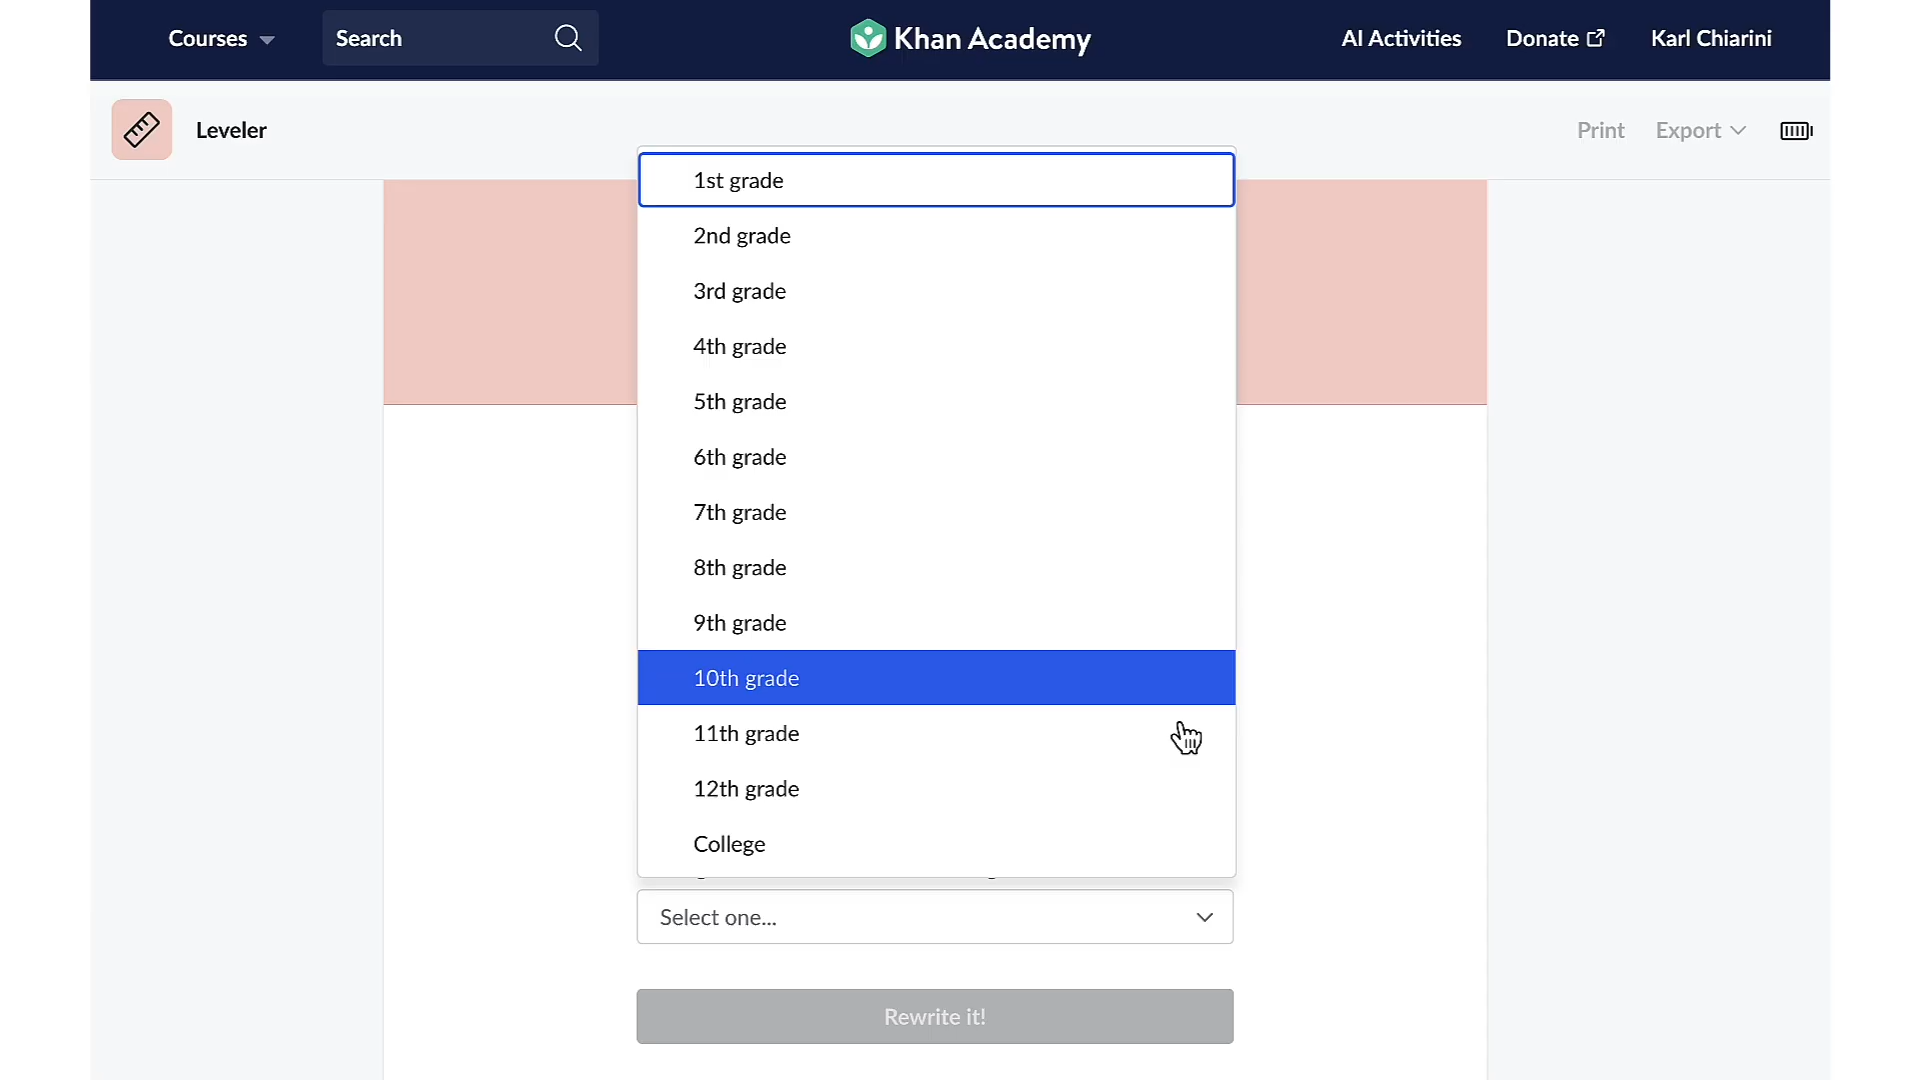 Courses
Search
Khan Academy
AI Activities
Donate
Karl Chiarini
Leveler
Print
Export
1st grade
2nd grade
3rd grade
4th grade
5th grade
6th grade
7th grade
8th grade
9th grade
10th grade
11th grade
12th grade
College
Select one...
Rewrite it!